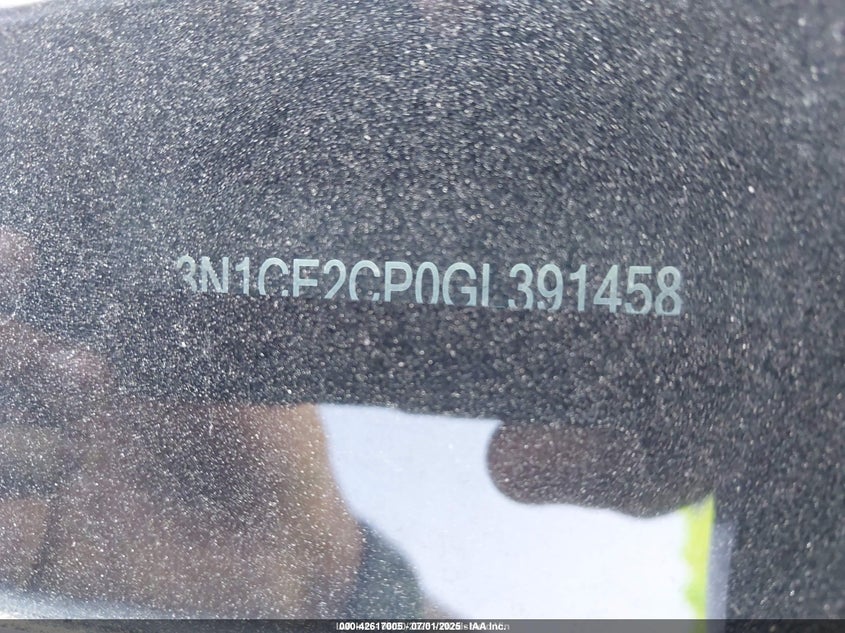 3N1CE2CP0GL391458
000-42617005 - 07/01/2025 - IAA Inc.